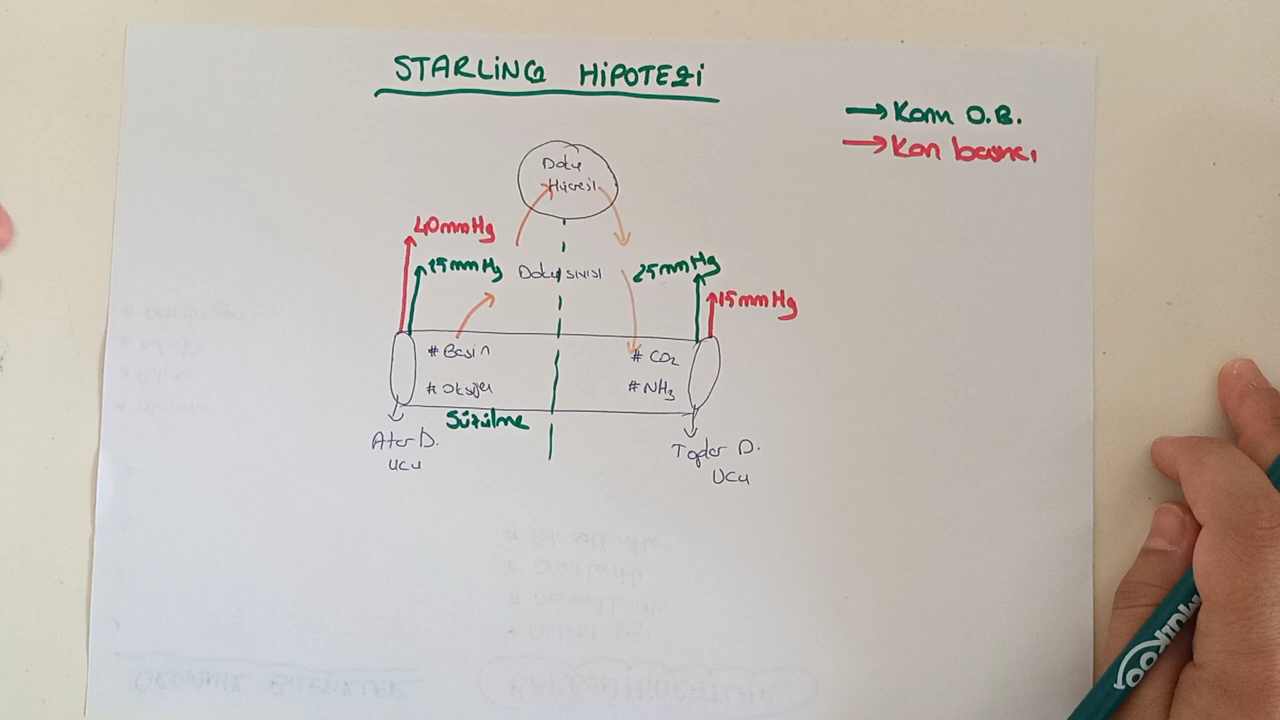 STARLING HİPOTEZİ
→ Kanı O.B.
→ Kan basıncı
Doku
Hücresi
40mmHg
15mmHg
Doku sıvısı
25mmHg
15mmHg
# Besin
# Oksijen
# CO₂
# NH₃
Süzülme
Atar D.
ucu
Toplar D.
Ucu